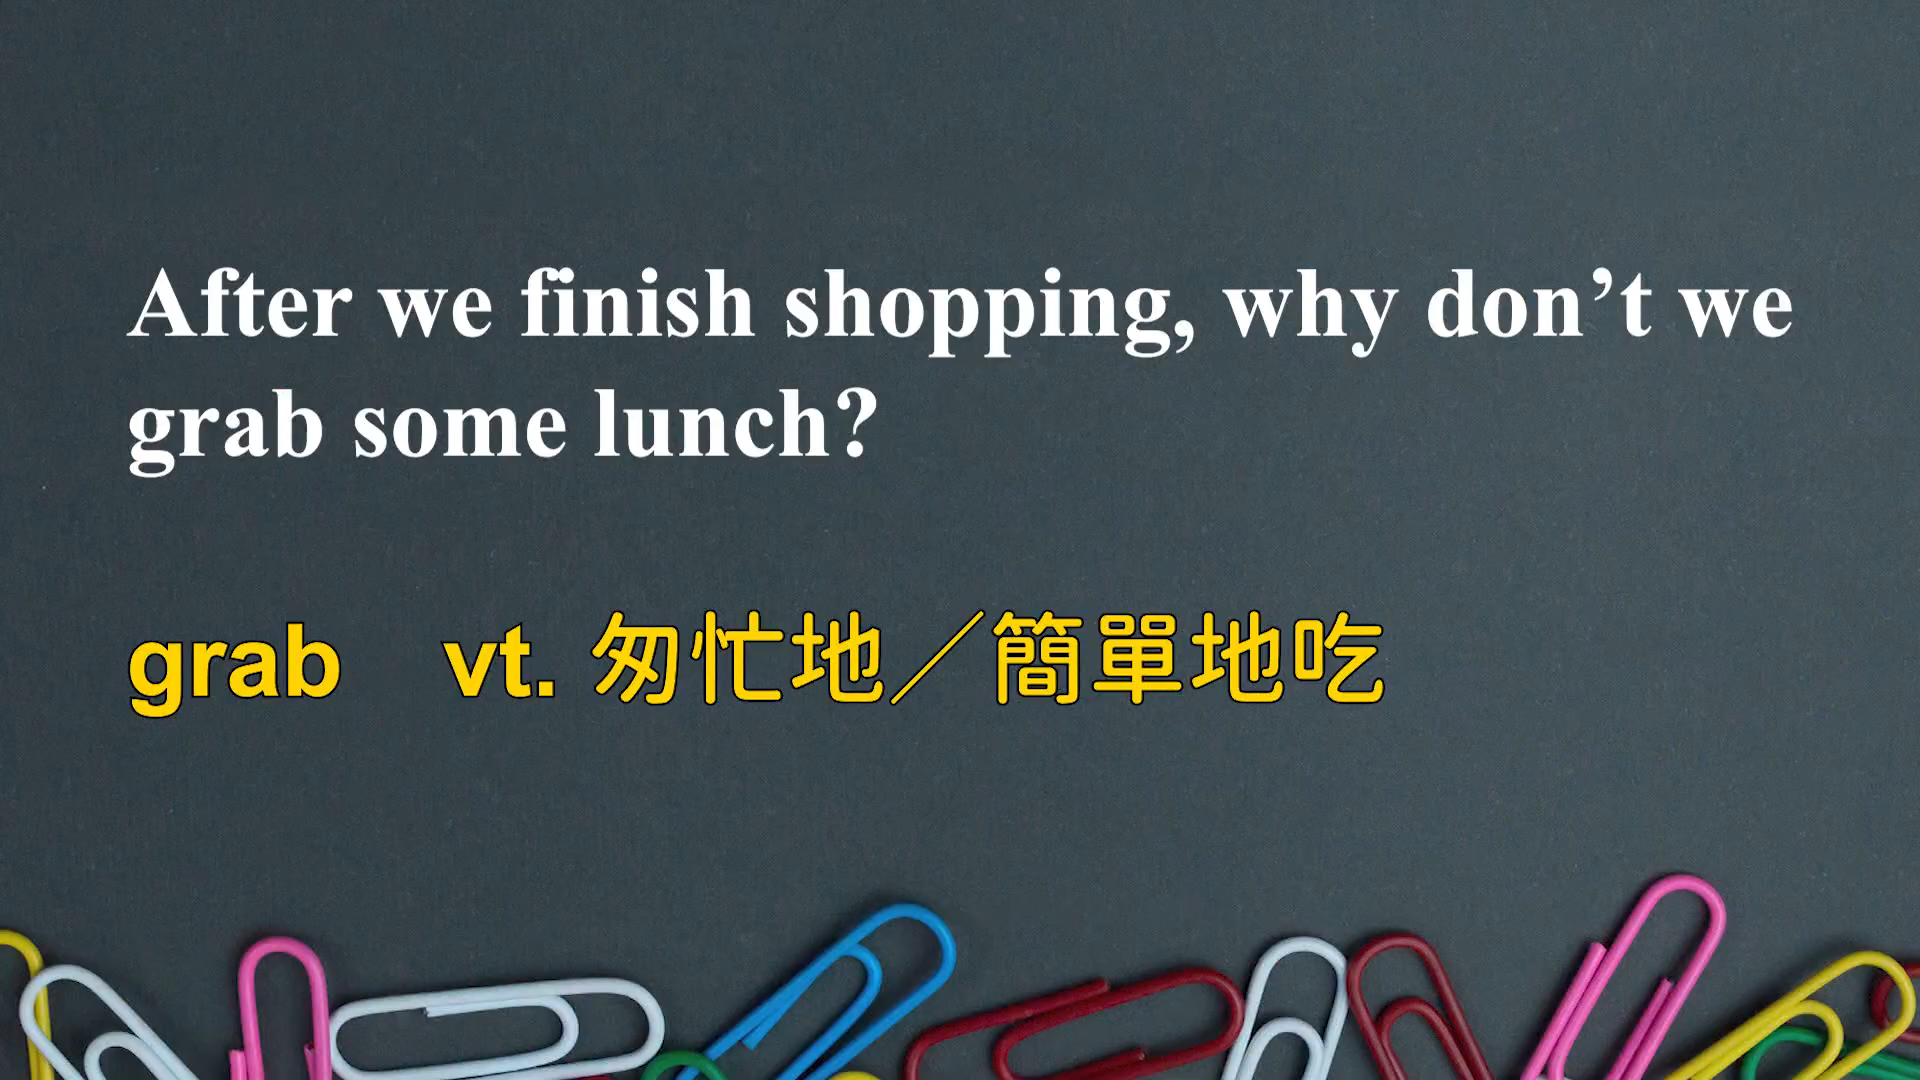 After we finish shopping, why don’t we
grab some lunch?
grab vt. 匆忙地／簡單地吃